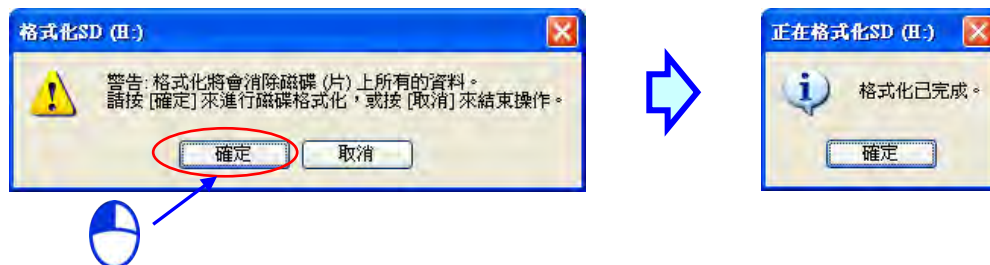 格式化SD (H:)
警告: 格式化將會消除磁碟 (片) 上所有的資料。
請按 [確定] 來進行磁碟格式化，或按 [取消] 來結束操作。
確定
取消
正在格式化SD (H:)
格式化已完成。
確定